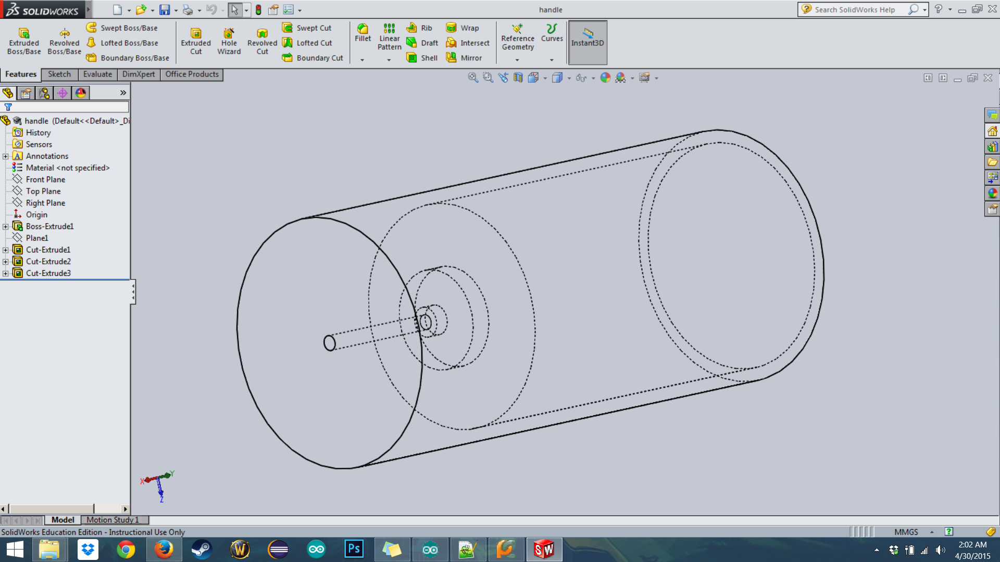 SOLIDWORKS
handle
Search SolidWorks Help
Extruded Boss/Base
Revolved Boss/Base
Swept Boss/Base
Lofted Boss/Base
Boundary Boss/Base
Extruded Cut
Hole Wizard
Revolved Cut
Swept Cut
Lofted Cut
Boundary Cut
Fillet
Linear Pattern
Rib
Draft
Shell
Wrap
Intersect
Mirror
Reference Geometry
Curves
Instant3D
Features
Sketch
Evaluate
DimXpert
Office Products
handle (Default<<Default>_Di
History
Sensors
Annotations
Material <not specified>
Front Plane
Top Plane
Right Plane
Origin
Boss-Extrude1
Plane1
Cut-Extrude1
Cut-Extrude2
Cut-Extrude3
X
Y
Z
Model
Motion Study 1
SolidWorks Education Edition - Instructional Use Only
MMGS
Ps
SW
2:02 AM
4/30/2015